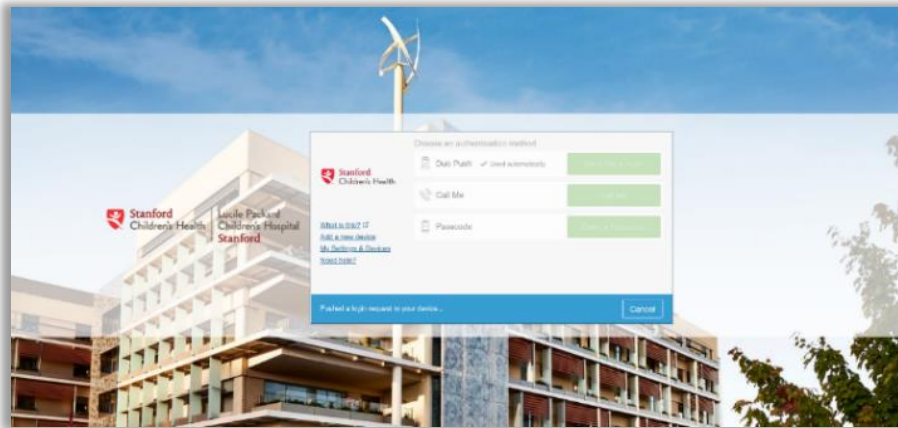 Choose an authentication method
Stanford
Children's Health
Duo Push ✔ Used automatically
Call Me
Passcode
Stanford
Children's Health
Lucile Packard
Children's Hospital
Stanford
What is this?
Add a new device
My Settings & Devices
Need help?
Pushed a login request to your device...
Cancel